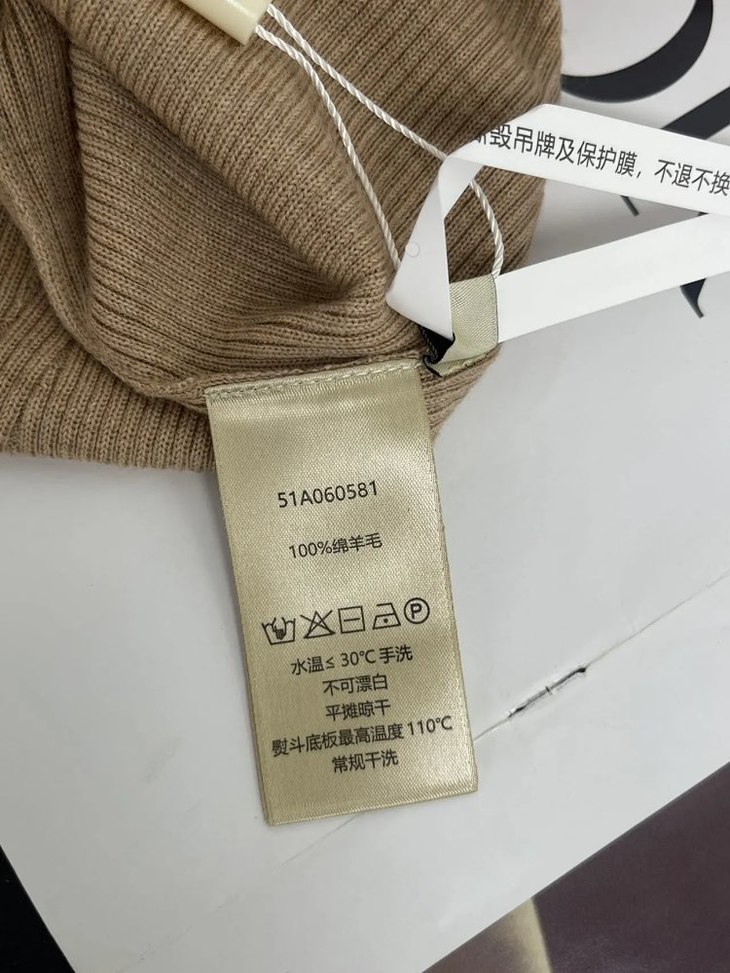 毁吊牌及保护膜，不退不换
51A060581
100%绵羊毛
P
水温≤30℃手洗
不可漂白
平摊晾干
熨斗底板最高温度110℃
常规干洗